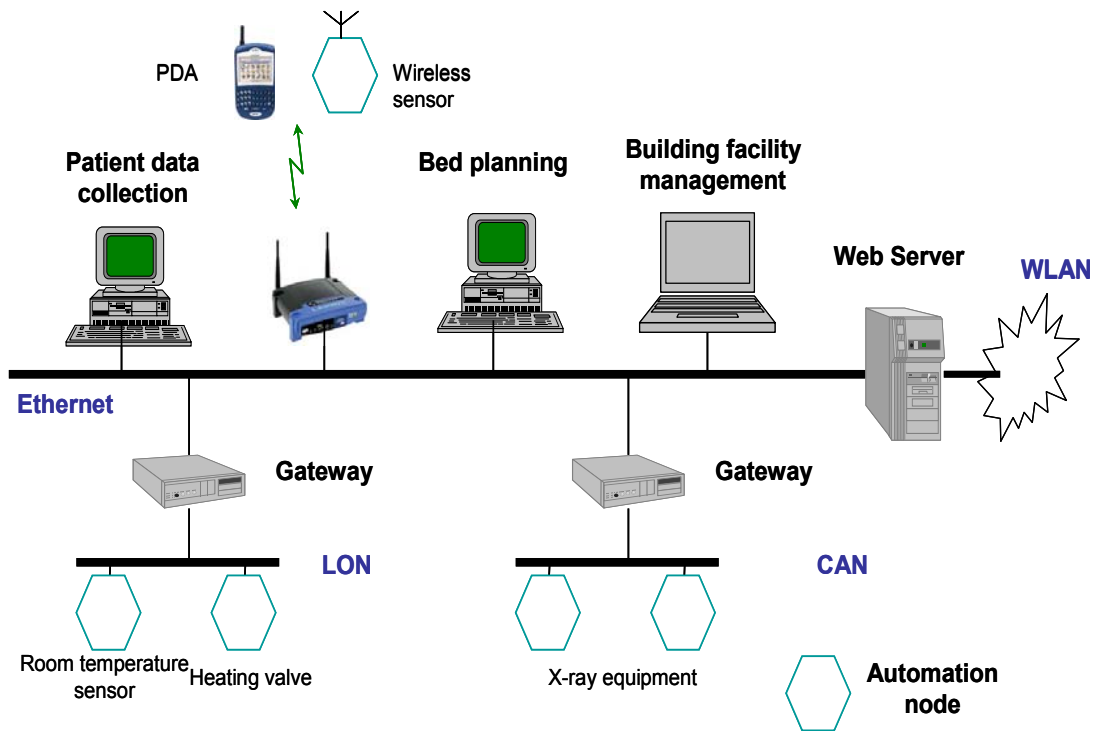 PDA
Wireless
sensor
Patient data
collection
Bed planning
Building facility
management
Web Server
WLAN
Ethernet
Gateway
Gateway
LON
CAN
Room temperature
sensor
Heating valve
X-ray equipment
Automation
node